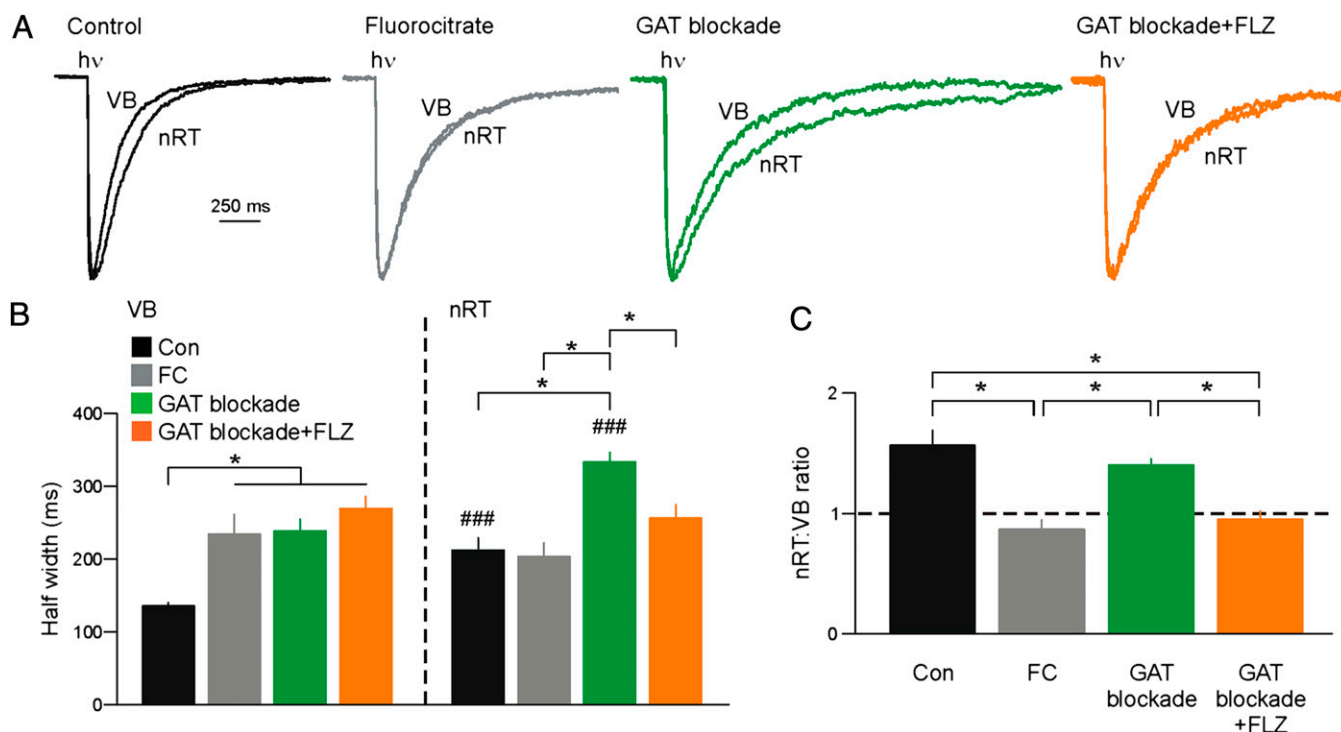 A
Control
Fluorocitrate
GAT blockade
GAT blockade+FLZ
hν
hν
hν
hν
VB
nRT
VB
nRT
VB
nRT
VB
nRT
250 ms
B
VB
nRT
Con
FC
GAT blockade
GAT blockade+FLZ
Half width (ms)
400
300
200
100
0
*
###
*
*
*
###
C
nRT:VB ratio
2
1
0
*
*
*
*
Con
FC
GAT
blockade
GAT
blockade
+FLZ